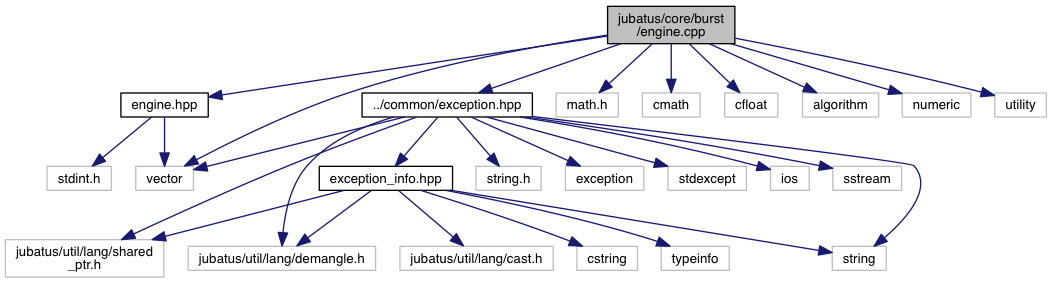 jubatus/core/burst
/engine.cpp
engine.hpp
../common/exception.hpp
math.h
cmath
cfloat
algorithm
numeric
utility
stdint.h
vector
exception_info.hpp
string.h
exception
stdexcept
ios
sstream
jubatus/util/lang/shared
_ptr.h
jubatus/util/lang/demangle.h
jubatus/util/lang/cast.h
cstring
typeinfo
string